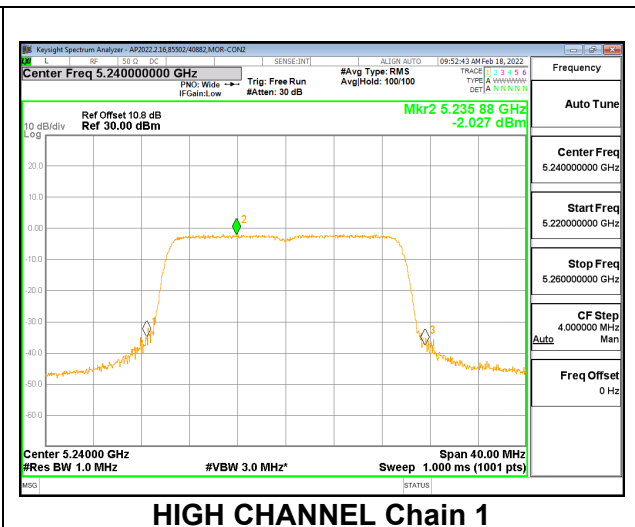 Keysight Spectrum Analyzer - AP2022.2.16,85502/40882,MOR-CON2
L RF 50 Ω DC SENSE:INT ALIGN AUTO 09:52:43 AM Feb 18, 2022
Center Freq 5.240000000 GHz
PNO: Wide
IFGain:Low
Trig: Free Run
#Atten: 30 dB
#Avg Type: RMS
Avg|Hold: 100/100
TRACE 1 2 3 4 5 6
TYPE A WWWWW
DET A N N N N N
Frequency
Auto Tune
Center Freq
5.240000000 GHz
Start Freq
5.220000000 GHz
Stop Freq
5.260000000 GHz
CF Step
4.000000 MHz
Auto Man
Freq Offset
0 Hz
Mkr2 5.235 88 GHz
-2.027 dBm
Ref Offset 10.8 dB
10 dB/div Ref 30.00 dBm
Log
20.0
10.0
0.00
-10.0
-20.0
-30.0
-40.0
-50.0
-60.0
2
3
Center 5.24000 GHz Span 40.00 MHz
#Res BW 1.0 MHz #VBW 3.0 MHz* Sweep 1.000 ms (1001 pts)
MSG STATUS
HIGH CHANNEL Chain 1